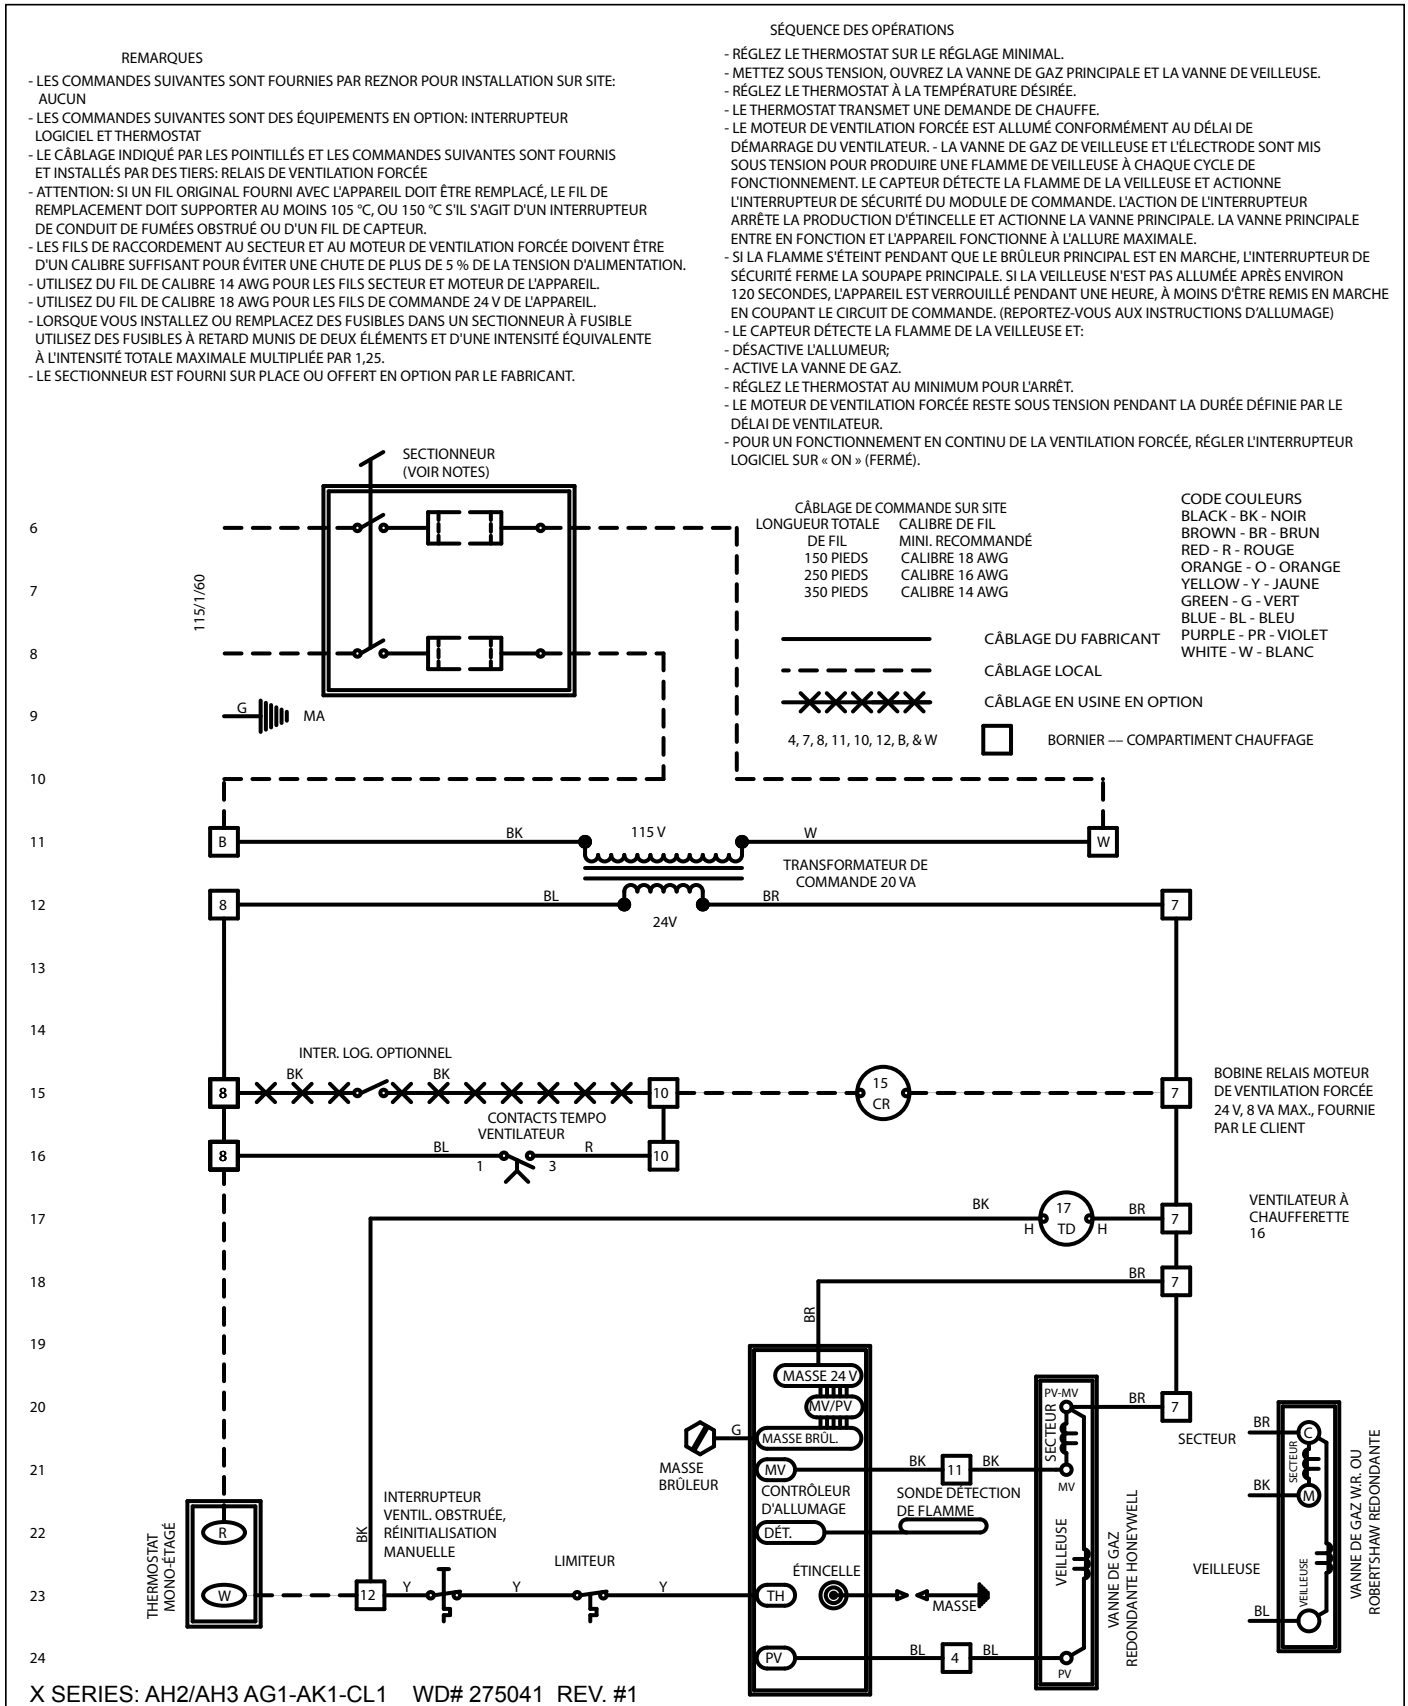 REMARQUES
- LES COMMANDES SUIVANTES SONT FOURNIES PAR REZNOR POUR INSTALLATION SUR SITE:
AUCUN
- LES COMMANDES SUIVANTES SONT DES ÉQUIPEMENTS EN OPTION: INTERRUPTEUR
LOGICIEL ET THERMOSTAT
- LE CÂBLAGE INDIQUÉ PAR LES POINTILLÉS ET LES COMMANDES SUIVANTES SONT FOURNIS
ET INSTALLÉS PAR DES TIERS: RELAIS DE VENTILATION FORCÉE
- ATTENTION: SI UN FIL ORIGINAL FOURNI AVEC L'APPAREIL DOIT ÊTRE REMPLACÉ, LE FIL DE
REMPLACEMENT DOIT SUPPORTER AU MOINS 105 °C, OU 150 °C S'IL S'AGIT D'UN INTERRUPTEUR
DE CONDUIT DE FUMÉES OBSTRUÉ OU D'UN FIL DE CAPTEUR.
- LES FILS DE RACCORDEMENT AU SECTEUR ET AU MOTEUR DE VENTILATION FORCÉE DOIVENT ÊTRE
D'UN CALIBRE SUFFISANT POUR ÉVITER UNE CHUTE DE PLUS DE 5 % DE LA TENSION D'ALIMENTATION.
- UTILISEZ DU FIL DE CALIBRE 14 AWG POUR LES FILS SECTEUR ET MOTEUR DE L'APPAREIL.
- UTILISEZ DU FIL DE CALIBRE 18 AWG POUR LES FILS DE COMMANDE 24 V DE L'APPAREIL.
- LORSQUE VOUS INSTALLEZ OU REMPLACEZ DES FUSIBLES DANS UN SECTIONNEUR À FUSIBLE
UTILISEZ DES FUSIBLES À RETARD MUNIS DE DEUX ÉLÉMENTS ET D'UNE INTENSITÉ ÉQUIVALENTE
À L'INTENSITÉ TOTALE MAXIMALE MULTIPLIÉE PAR 1,25.
- LE SECTIONNEUR EST FOURNI SUR PLACE OU OFFERT EN OPTION PAR LE FABRICANT.
SÉQUENCE DES OPÉRATIONS
- RÉGLEZ LE THERMOSTAT SUR LE RÉGLAGE MINIMAL.
- METTEZ SOUS TENSION, OUVREZ LA VANNE DE GAZ PRINCIPALE ET LA VANNE DE VEILLEUSE.
- RÉGLEZ LE THERMOSTAT À LA TEMPÉRATURE DÉSIRÉE.
- LE THERMOSTAT TRANSMET UNE DEMANDE DE CHAUFFE.
- LE MOTEUR DE VENTILATION FORCÉE EST ALLUMÉ CONFORMÉMENT AU DÉLAI DE
DÉMARRAGE DU VENTILATEUR. - LA VANNE DE GAZ DE VEILLEUSE ET L'ÉLECTRODE SONT MIS
SOUS TENSION POUR PRODUIRE UNE FLAMME DE VEILLEUSE À CHAQUE CYCLE DE
FONCTIONNEMENT. LE CAPTEUR DÉTECTE LA FLAMME DE LA VEILLEUSE ET ACTIONNE
L'INTERRUPTEUR DE SÉCURITÉ DU MODULE DE COMMANDE. L'ACTION DE L'INTERRUPTEUR
ARRÊTE LA PRODUCTION D'ÉTINCELLE ET ACTIONNE LA VANNE PRINCIPALE. LA VANNE PRINCIPALE
ENTRE EN FONCTION ET L'APPAREIL FONCTIONNE À L'ALLURE MAXIMALE.
- SI LA FLAMME S'ÉTEINT PENDANT QUE LE BRÛLEUR PRINCIPAL EST EN MARCHE, L'INTERRUPTEUR DE
SÉCURITÉ FERME LA SOUPAPE PRINCIPALE. SI LA VEILLEUSE N'EST PAS ALLUMÉE APRÈS ENVIRON
120 SECONDES, L'APPAREIL EST VERROUILLÉ PENDANT UNE HEURE, À MOINS D'ÊTRE REMIS EN MARCHE
EN COUPANT LE CIRCUIT DE COMMANDE. (REPORTEZ-VOUS AUX INSTRUCTIONS D'ALLUMAGE)
- LE CAPTEUR DÉTECTE LA FLAMME DE LA VEILLEUSE ET:
- DÉSACTIVE L'ALLUMEUR;
- ACTIVE LA VANNE DE GAZ.
- RÉGLEZ LE THERMOSTAT AU MINIMUM POUR L'ARRÊT.
- LE MOTEUR DE VENTILATION FORCÉE RESTE SOUS TENSION PENDANT LA DURÉE DÉFINIE PAR LE
DÉLAI DE VENTILATEUR.
- POUR UN FONCTIONNEMENT EN CONTINU DE LA VENTILATION FORCÉE, RÉGLER L'INTERRUPTEUR
LOGICIEL SUR « ON » (FERMÉ).
SECTIONNEUR
(VOIR NOTES)
CÂBLAGE DE COMMANDE SUR SITE
LONGUEUR TOTALE CALIBRE DE FIL
DE FIL MINI. RECOMMANDÉ
150 PIEDS CALIBRE 18 AWG
250 PIEDS CALIBRE 16 AWG
350 PIEDS CALIBRE 14 AWG
CODE COULEURS
BLACK - BK - NOIR
BROWN - BR - BRUN
RED - R - ROUGE
ORANGE - O - ORANGE
YELLOW - Y - JAUNE
GREEN - G - VERT
BLUE - BL - BLEU
PURPLE - PR - VIOLET
WHITE - W - BLANC
CÂBLAGE DU FABRICANT
CÂBLAGE LOCAL
CÂBLAGE EN USINE EN OPTION
4, 7, 8, 11, 10, 12, B, & W
BORNIER -- COMPARTIMENT CHAUFFAGE
6
7
115/1/60
8
9
G MA
10
11
B BK 115 V W W
TRANSFORMATEUR DE
COMMANDE 20 VA
12
8 BL 24V BR 7
13
14
INTER. LOG. OPTIONNEL
15
8 BK BK 10 15 CR 7
BOBINE RELAIS MOTEUR
DE VENTILATION FORCÉE
24 V, 8 VA MAX., FOURNIE
PAR LE CLIENT
CONTACTS TEMPO
VENTILATEUR
16
8 BL 1 3 R 10
17
BK H 17 TD H BR 7
VENTILATEUR À
CHAUFFERETTE
16
18
BR 7
19
BR
MASSE 24 V
20
MV/PV
PV-MV BR 7
G MASSE BRÛL.
MASSE
BRÛLEUR
21
MV BK 11 BK MV
SECTEUR
CONTRÔLEUR
D'ALLUMAGE
SONDE DÉTECTION
DE FLAMME
22
DÉT.
THERMOSTAT
MONO-ÉTAGÉ
R
W
BK
INTERRUPTEUR
VENTIL. OBSTRUÉE,
RÉINITIALISATION
MANUELLE
LIMITEUR
23
12 Y Y Y TH
ÉTINCELLE
MASSE
VEILLEUSE
VANNE DE GAZ
REDONDANTE HONEYWELL
24
PV BL 4 BL PV
SECTEUR
BR C
SECTEUR
BK M
VEILLEUSE
VEILLEUSE
BL
VANNE DE GAZ W.R. OU
ROBERTSHAW REDONDANTE
X SERIES: AH2/AH3 AG1-AK1-CL1 WD# 275041 REV. #1